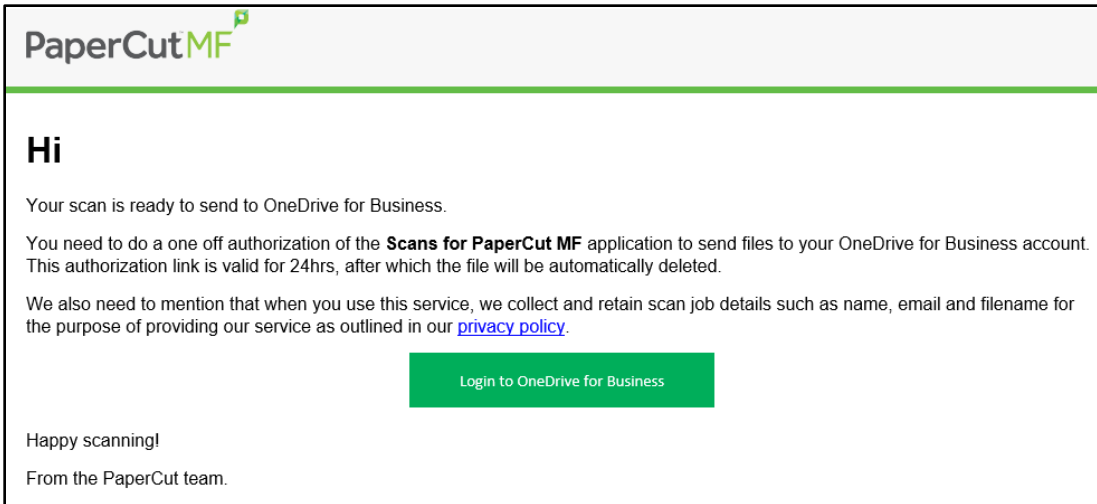 PaperCut MF
Hi
Your scan is ready to send to OneDrive for Business.
You need to do a one off authorization of the Scans for PaperCut MF application to send files to your OneDrive for Business account.
This authorization link is valid for 24hrs, after which the file will be automatically deleted.
We also need to mention that when you use this service, we collect and retain scan job details such as name, email and filename for
the purpose of providing our service as outlined in our privacy policy.
Login to OneDrive for Business
Happy scanning!
From the PaperCut team.